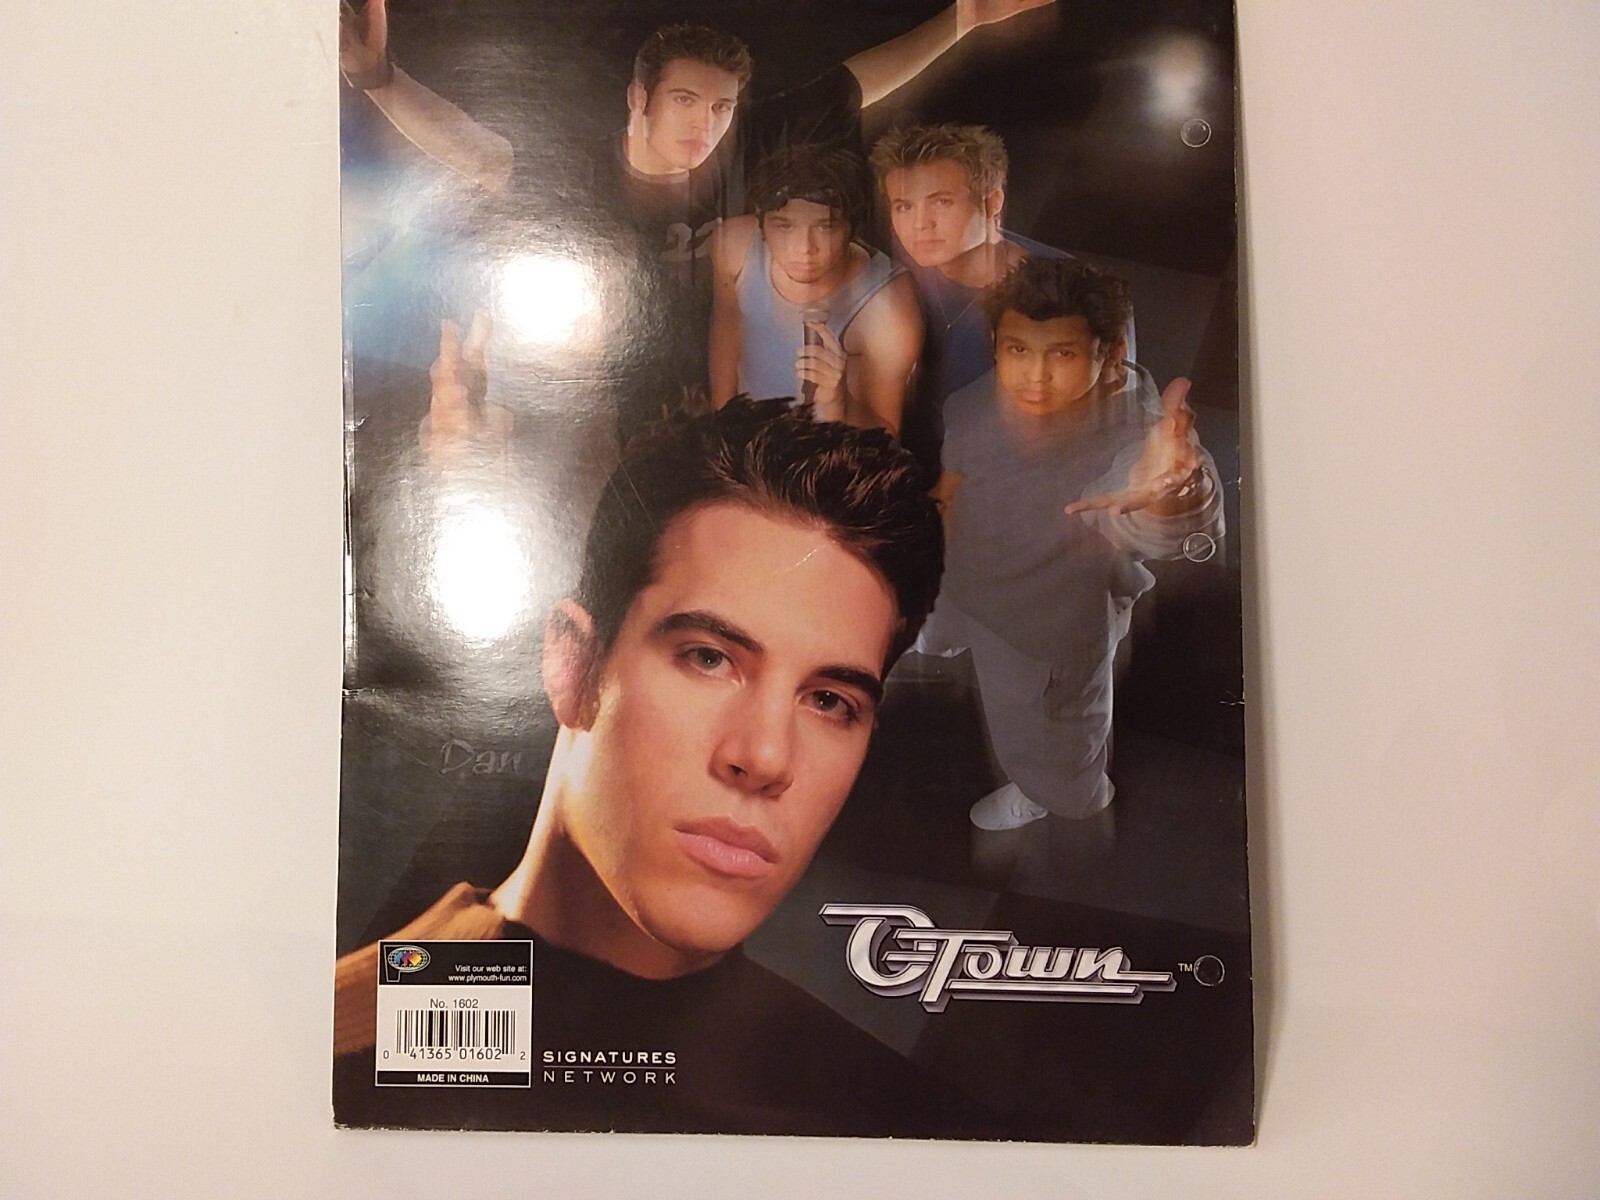 22
Dan
O-Town ™
Visit our web site at:
www.plymouth-fun.com
No. 1602
0 41365 01602 2
MADE IN CHINA
SIGNATURES
NETWORK